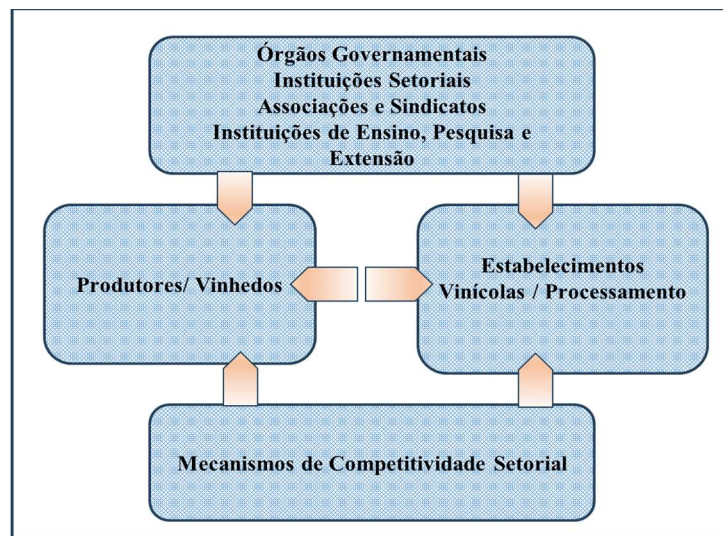 Órgãos Governamentais
Instituições Setoriais
Associações e Sindicatos
Instituições de Ensino, Pesquisa e
Extensão
Produtores/ Vinhedos
Estabelecimentos
Vinícolas / Processamento
Mecanismos de Competitividade Setorial